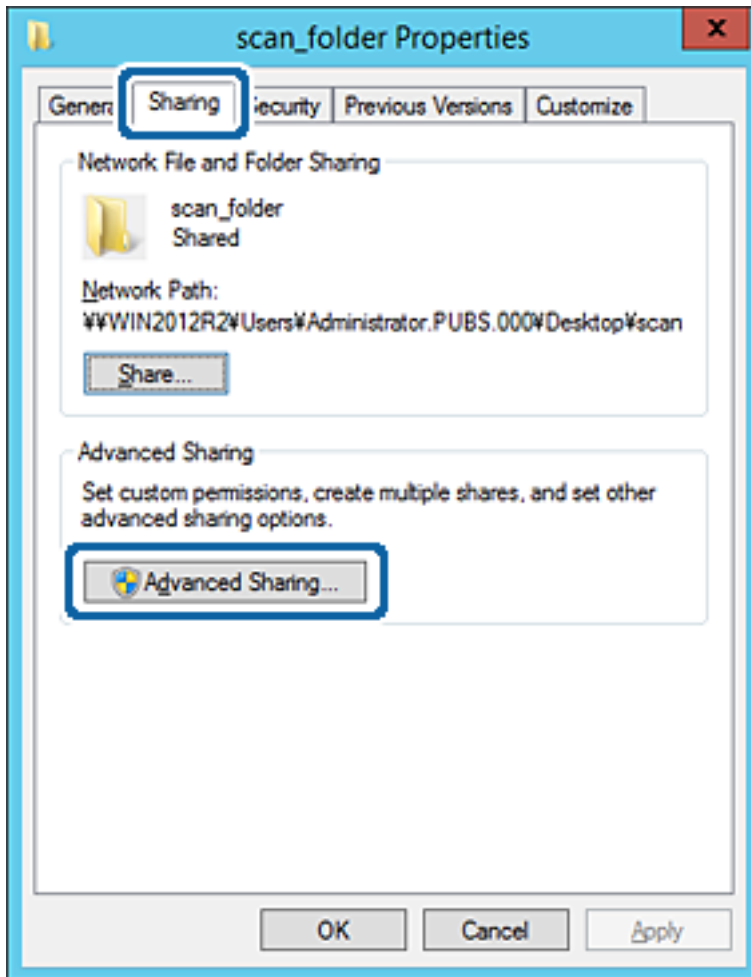 scan_folder Properties
x
General Sharing Security Previous Versions Customize
Network File and Folder Sharing
scan_folder
Shared
Network Path:
¥¥WIN2012R2¥Users¥Administrator.PUBS.000¥Desktop¥scan
Share...
Advanced Sharing
Set custom permissions, create multiple shares, and set other
advanced sharing options.
Advanced Sharing...
OK Cancel Apply